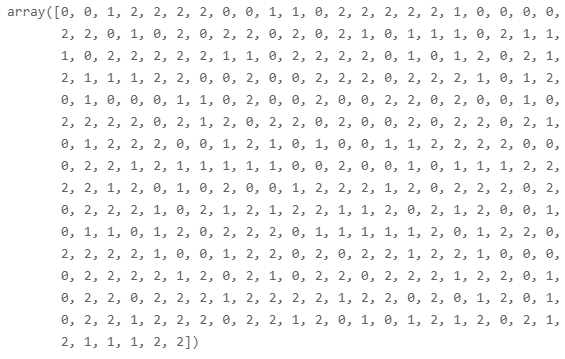 array([0, 0, 1, 2, 2, 2, 2, 0, 0, 1, 1, 0, 2, 2, 2, 2, 2, 1, 0, 0, 0, 0,
2, 2, 0, 1, 0, 2, 0, 2, 2, 0, 2, 0, 2, 1, 0, 1, 1, 1, 0, 2, 1, 1,
1, 0, 2, 2, 2, 2, 2, 1, 1, 0, 2, 2, 2, 2, 0, 1, 0, 1, 2, 0, 2, 1,
2, 1, 1, 1, 2, 2, 0, 0, 2, 0, 0, 2, 2, 2, 0, 2, 2, 2, 1, 0, 1, 2,
0, 1, 0, 0, 0, 1, 1, 0, 2, 0, 0, 2, 0, 0, 2, 2, 0, 2, 0, 0, 1, 0,
2, 2, 2, 2, 0, 2, 1, 2, 0, 2, 2, 0, 2, 0, 0, 2, 0, 2, 2, 0, 2, 1,
0, 1, 2, 2, 2, 0, 0, 1, 2, 1, 0, 1, 0, 0, 1, 1, 2, 2, 2, 2, 0, 0,
0, 2, 2, 1, 2, 1, 1, 1, 1, 1, 0, 0, 2, 0, 0, 1, 0, 1, 1, 1, 2, 2,
2, 2, 1, 2, 0, 1, 0, 2, 0, 0, 1, 2, 2, 2, 1, 2, 0, 2, 2, 2, 0, 2,
0, 2, 2, 2, 1, 0, 2, 1, 2, 1, 2, 2, 1, 1, 2, 0, 2, 1, 2, 0, 0, 1,
0, 1, 1, 0, 1, 2, 0, 2, 2, 2, 0, 1, 1, 1, 1, 1, 2, 0, 1, 2, 2, 0,
2, 2, 2, 2, 1, 0, 0, 1, 2, 2, 0, 2, 0, 2, 2, 1, 2, 2, 1, 0, 0, 0,
0, 2, 2, 2, 2, 1, 2, 0, 2, 1, 0, 2, 2, 0, 2, 2, 2, 1, 2, 2, 0, 1,
0, 2, 2, 0, 2, 2, 2, 1, 2, 2, 2, 2, 1, 2, 2, 0, 2, 0, 1, 2, 0, 1,
0, 2, 2, 1, 2, 2, 2, 0, 2, 2, 1, 2, 0, 1, 0, 1, 2, 1, 2, 0, 2, 1,
2, 1, 1, 1, 2, 2])